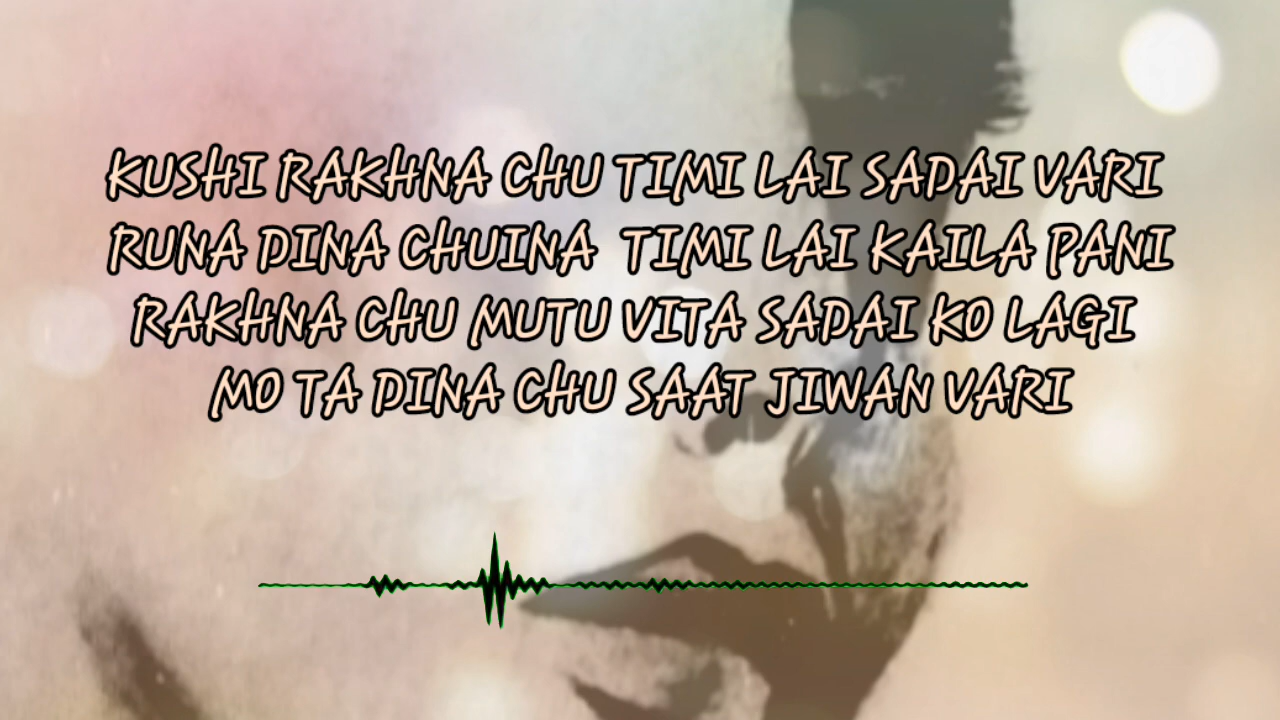 KUSHI RAKHNA CHU TIMI LAI SADAI VARI
RUNA DINA CHUINA TIMI LAI KAILA PANI
RAKHNA CHU MUTU VITA SADAI KO LAGI
MO TA DINA CHU SAAT JIWAN VARI